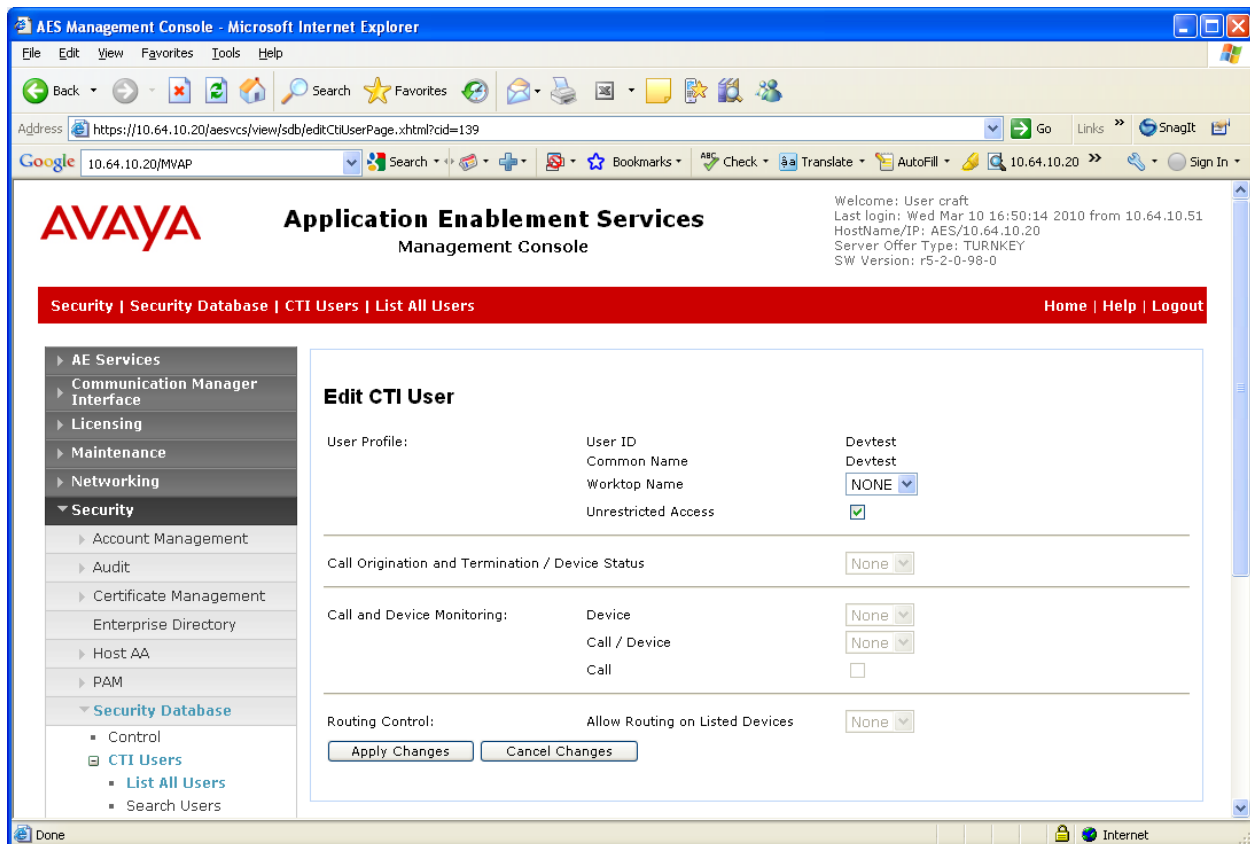 AES Management Console - Microsoft Internet Explorer
File Edit View Favorites Tools Help
Back Search Favorites
Address https://10.64.10.20/aesvcs/view/sdb/editCtiUserPage.xhtml?cid=139 Go Links » SnagIt
Google 10.64.10.20/MVAP Search Bookmarks ABC Check Translate AutoFill 10.64.10.20 » Sign In
AVAYA
Application Enablement Services
Management Console
Welcome: User craft
Last login: Wed Mar 10 16:50:14 2010 from 10.64.10.51
HostName/IP: AES/10.64.10.20
Server Offer Type: TURNKEY
SW Version: r5-2-0-98-0
Security | Security Database | CTI Users | List All Users Home | Help | Logout
AE Services
Communication Manager
Interface
Licensing
Maintenance
Networking
Security
Account Management
Audit
Certificate Management
Enterprise Directory
Host AA
PAM
Security Database
Control
CTI Users
List All Users
Search Users
Edit CTI User
User Profile: User ID Devtest
Common Name Devtest
Worktop Name NONE
Unrestricted Access
Call Origination and Termination / Device Status None
Call and Device Monitoring: Device None
Call / Device None
Call
Routing Control: Allow Routing on Listed Devices None
Apply Changes Cancel Changes
Done Internet